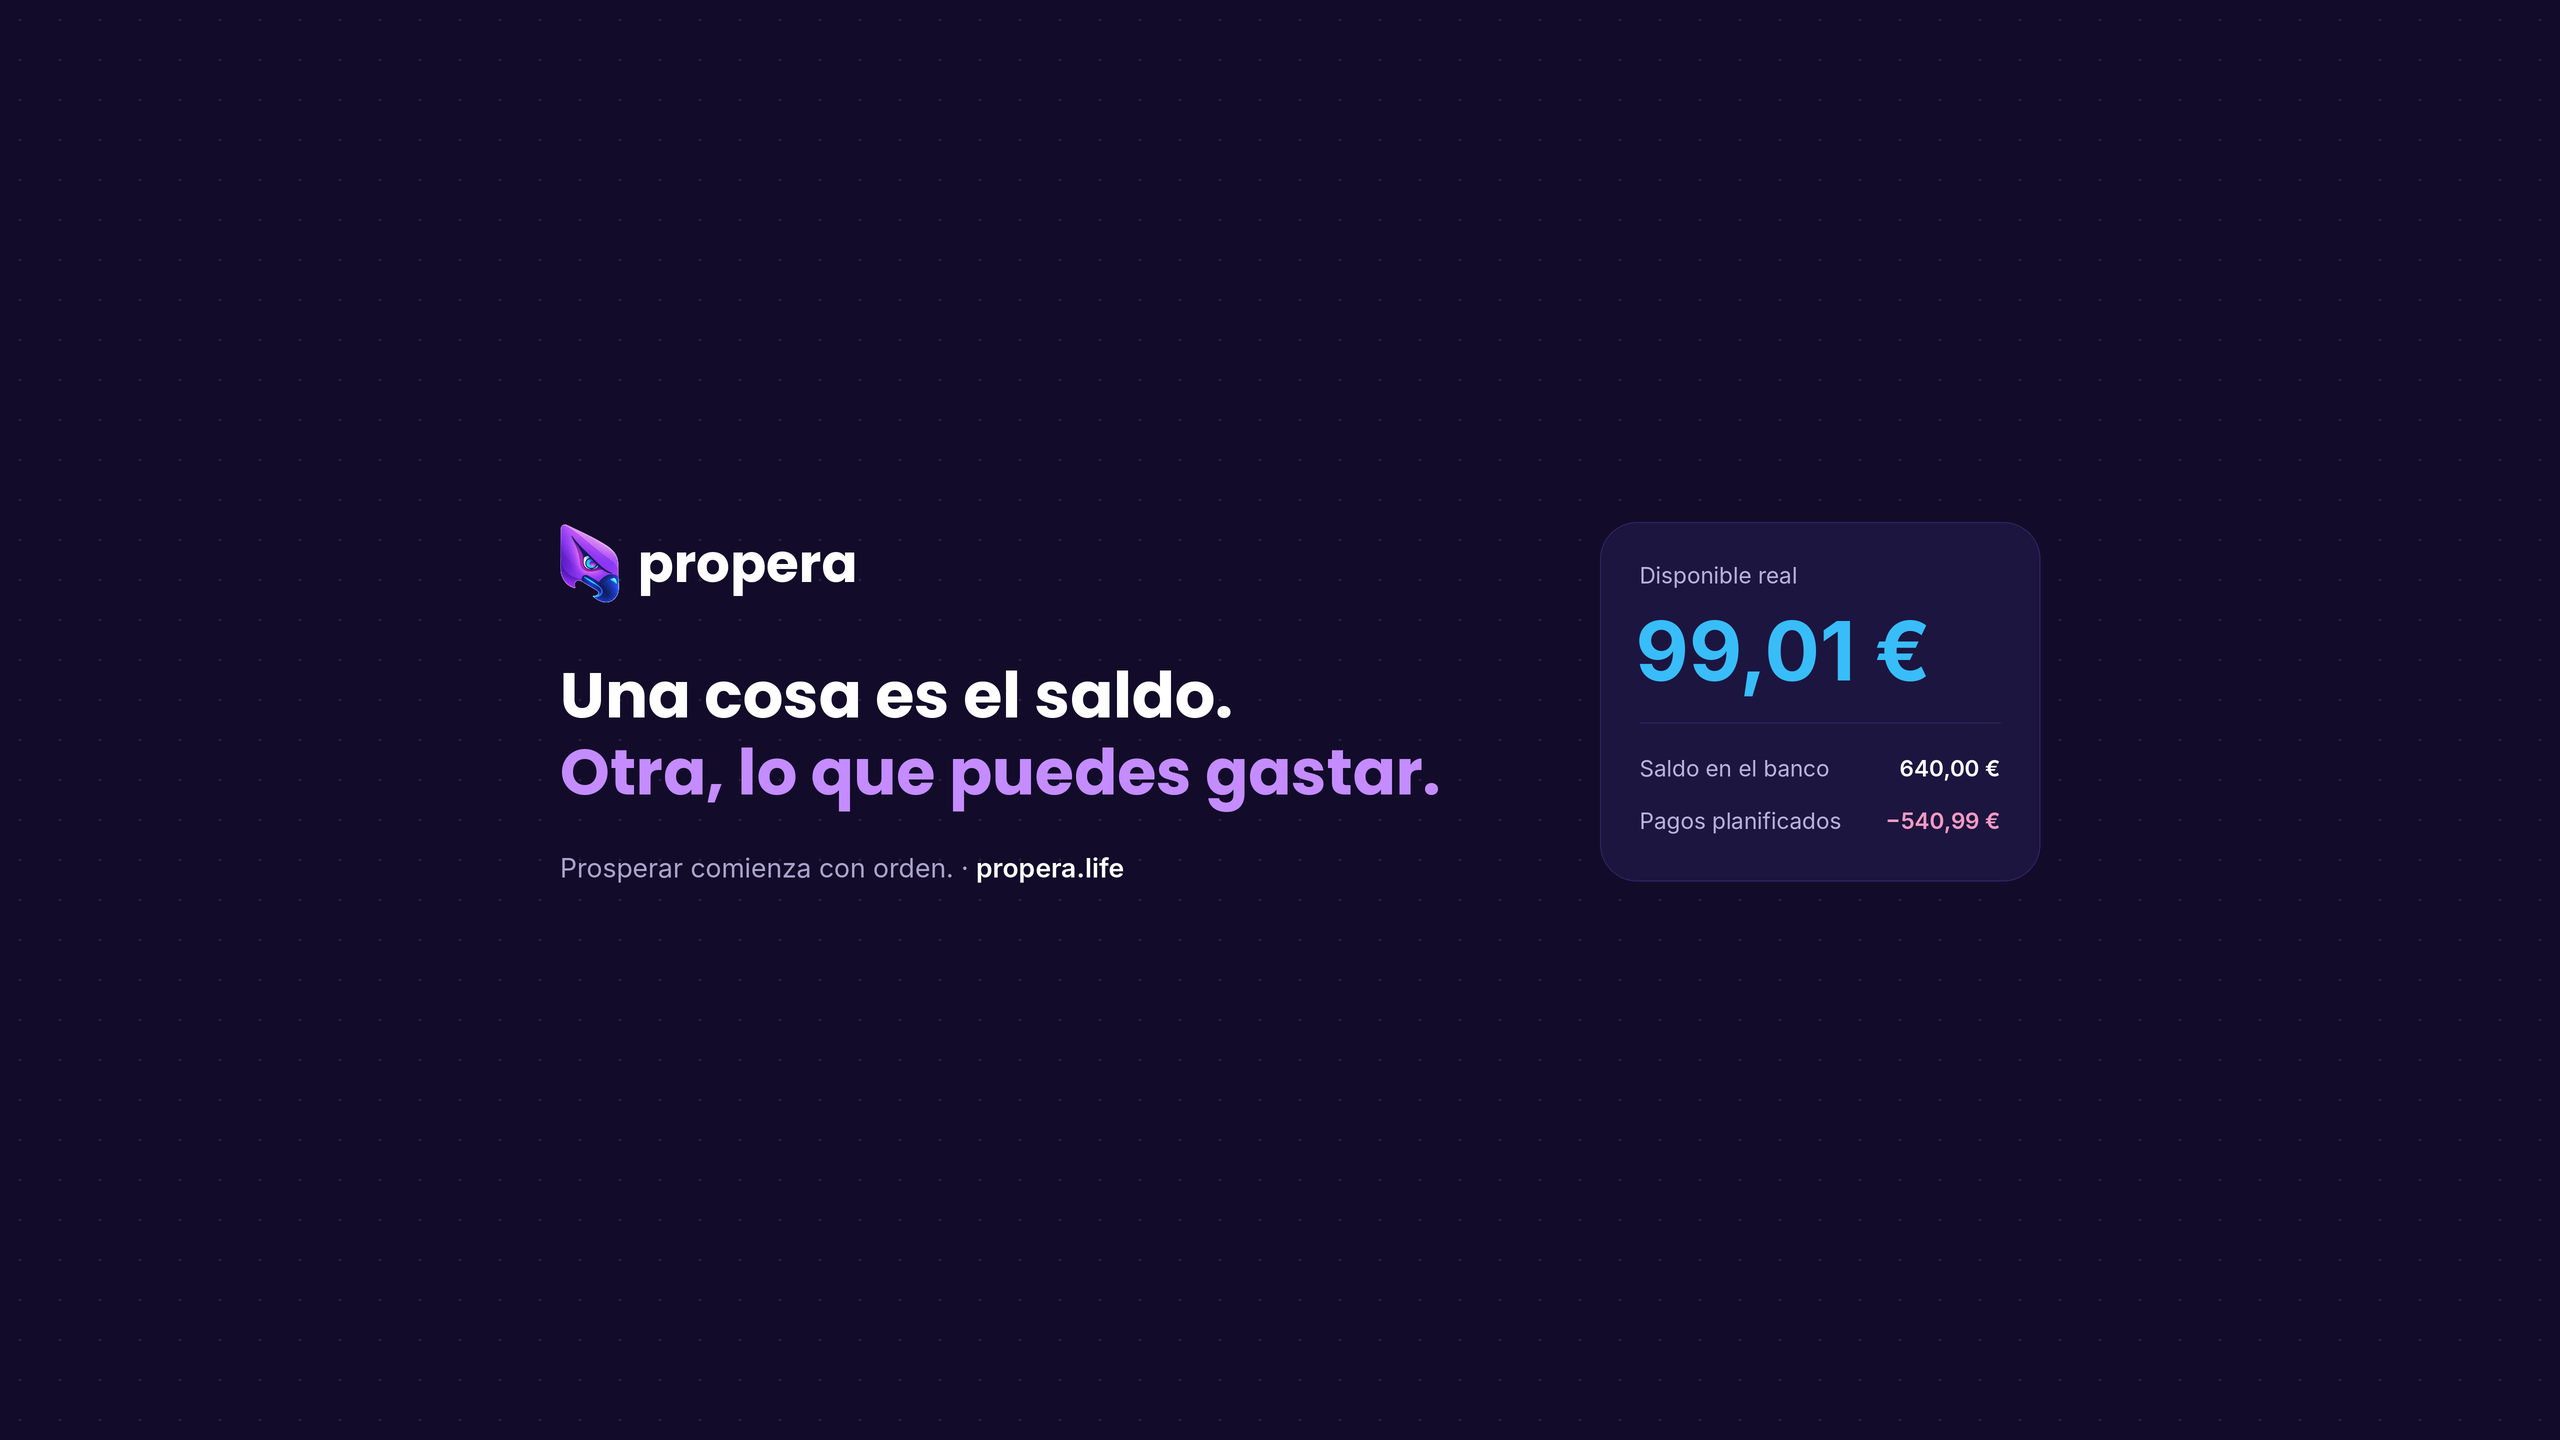 propera
Una cosa es el saldo.
Otra, lo que puedes gastar.
Prosperar comienza con orden. · propera.life
Disponible real
99,01 €
Saldo en el banco 640,00 €
Pagos planificados −540,99 €